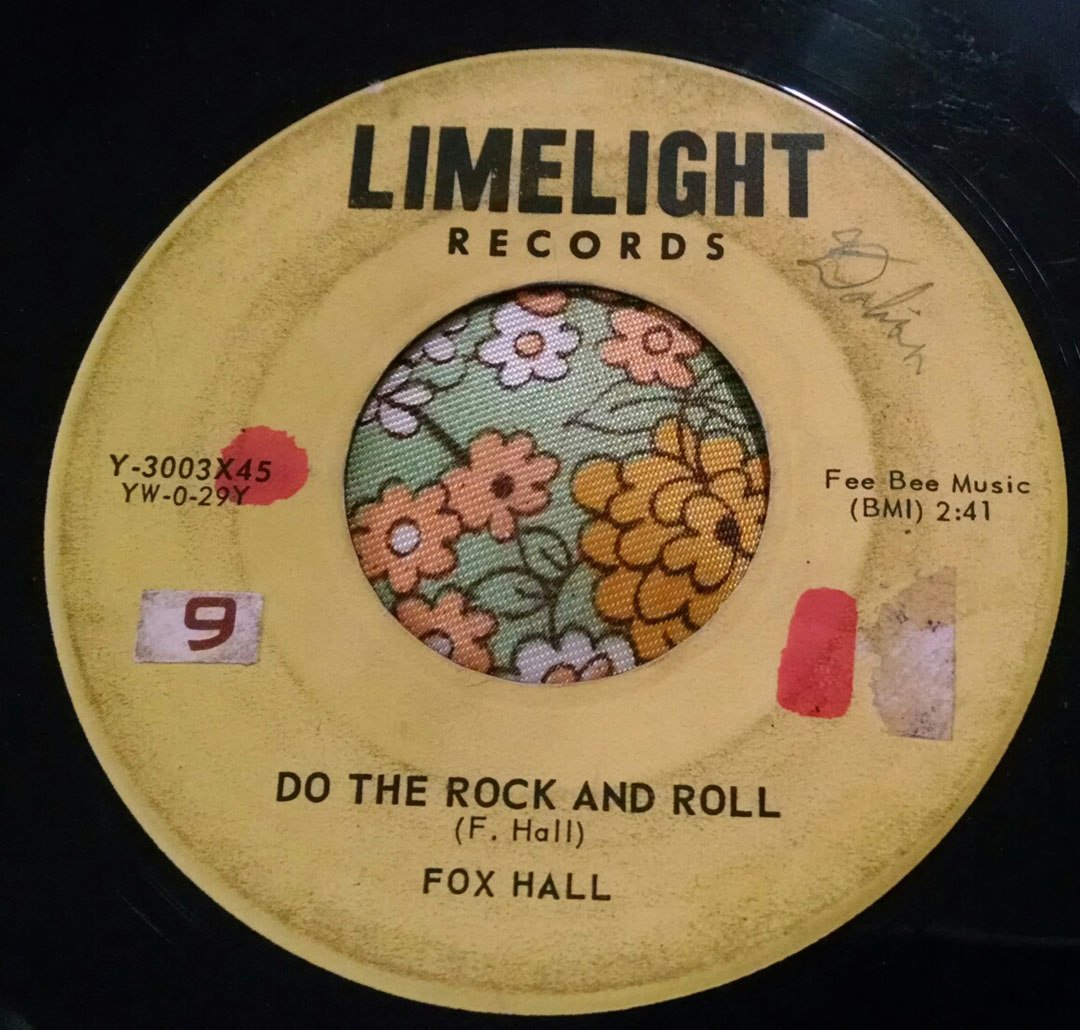 LIMELIGHT
RECORDS
Y-3003X45
YW-0-29Y
Fee Bee Music
(BMI) 2:41
9
DO THE ROCK AND ROLL
(F. Hall)
FOX HALL